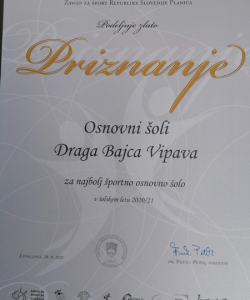 Zavod za šport Republike Slovenije Planica
Podeljuje zlato
Priznanje
Osnovni šoli
Draga Bajca Vipava
za najbolj športno osnovno šolo
v šolskem letu 2020/21